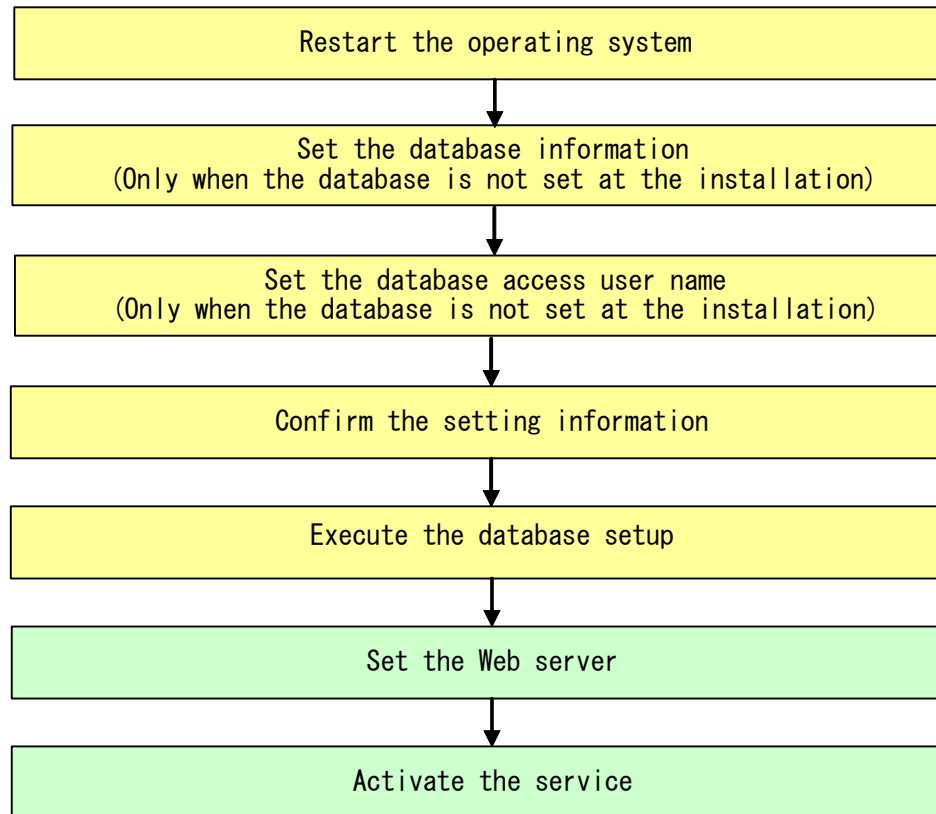 Restart the operating system
Set the database information
(Only when the database is not set at the installation)
Set the database access user name
(Only when the database is not set at the installation)
Confirm the setting information
Execute the database setup
Set the Web server
Activate the service